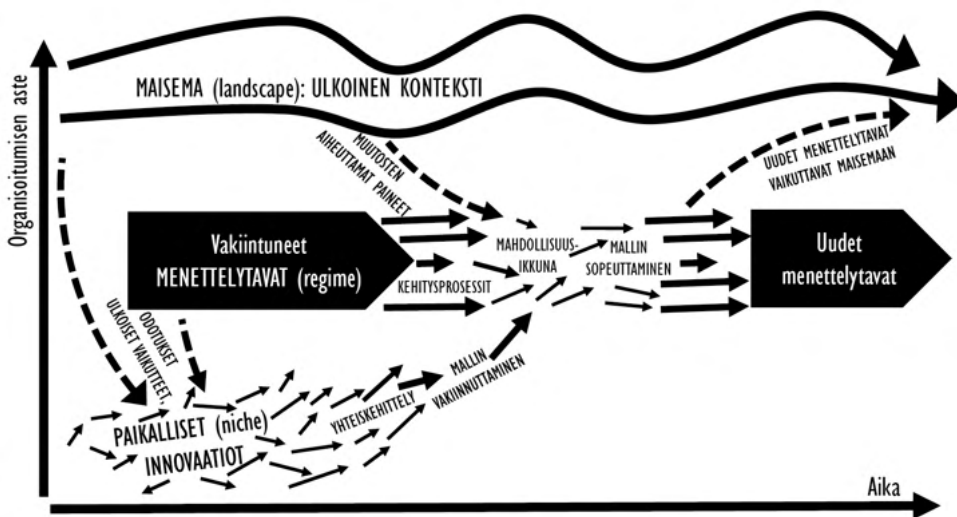 Organisoitumisen aste
MAISEMA (landscape): ULKOINEN KONTEKSTI
MUUTOSTEN
AIHEUTTAMAT PAINEET
UUDET MENETTELYTAVAT
VAIKUTTAVAT MAISEMAAN
Vakiintuneet
MENETTELYTAVAT (regime)
MAHDOLLISUUS-
IKKUNA
MALLIN
SOPEUTTAMINEN
KEHITYSPROSESSIT
Uudet
menettelytavat
ODOTUKSET
ULKOISET VAIKUTTEET,
PAIKALLISET (niche)
INNOVAATIOT
YHTEISKEHITTELY
MALLIN
VAKIINNUTTAMINEN
Aika